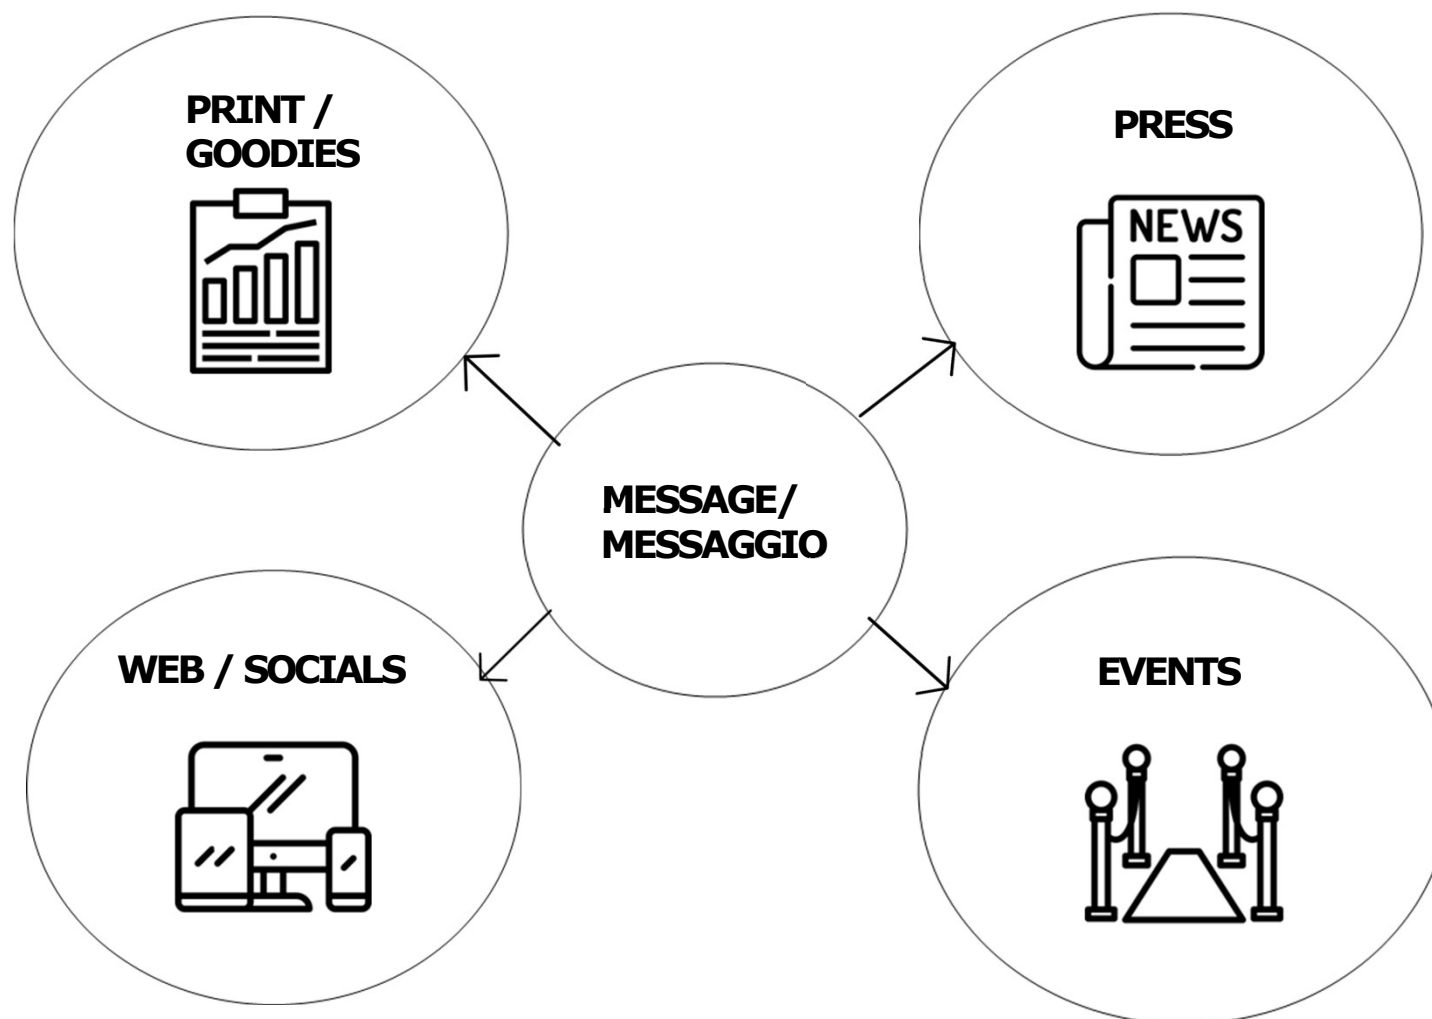 PRINT /
GOODIES
PRESS
NEWS
MESSAGE/
MESSAGGIO
WEB / SOCIALS
EVENTS